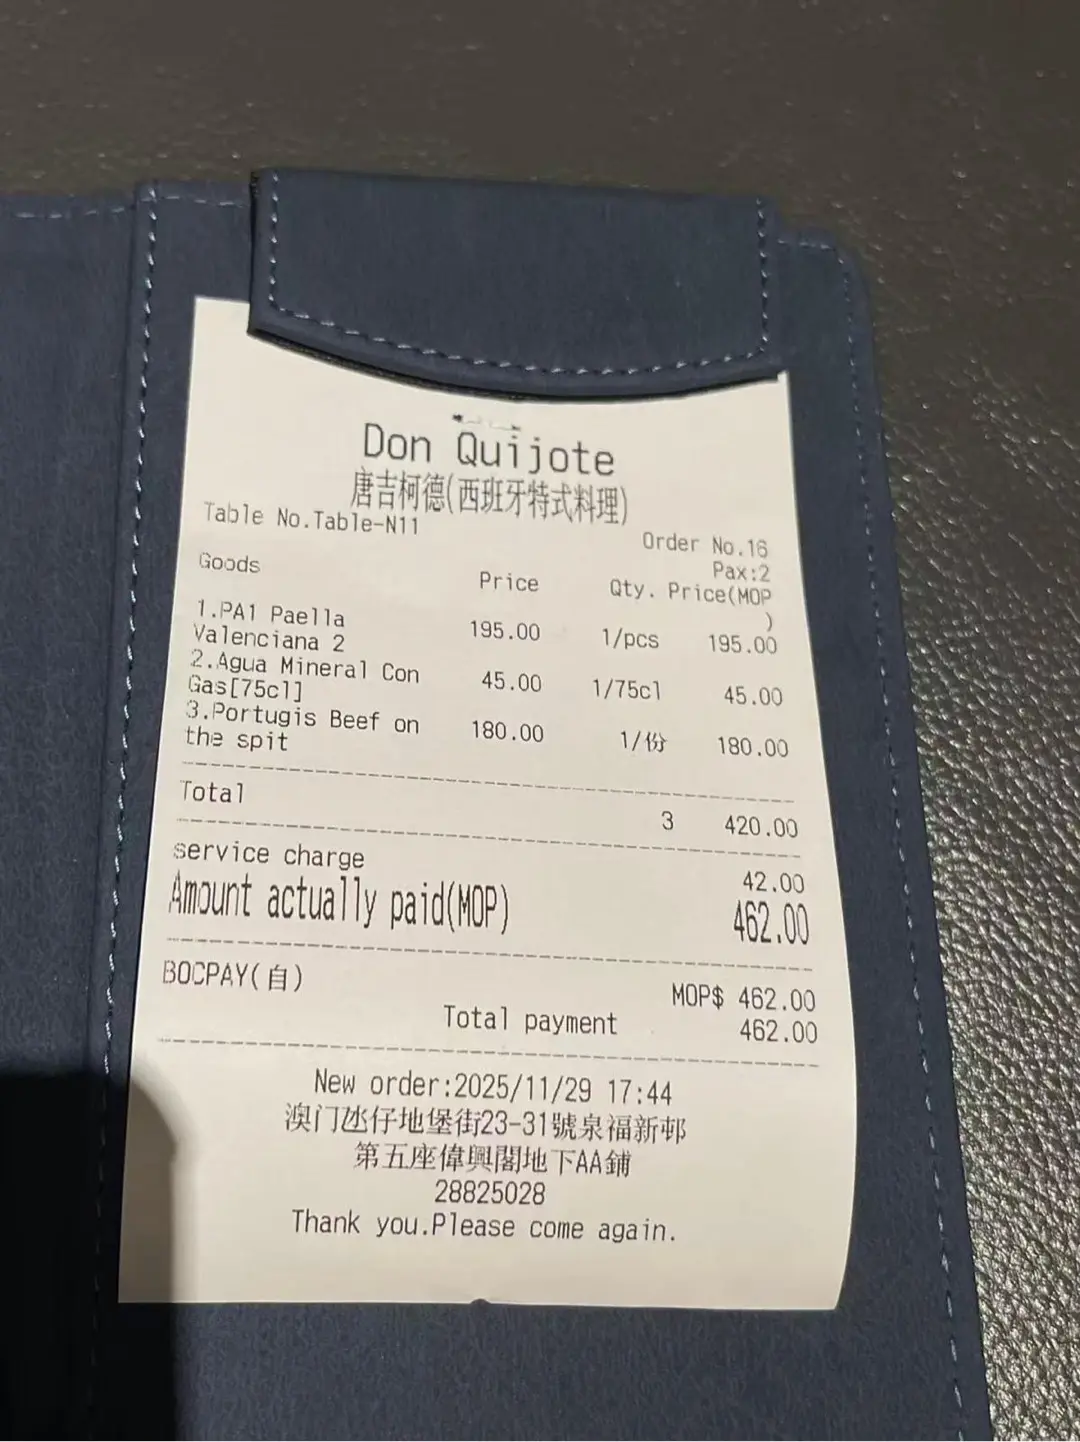 Don Quijote
唐吉柯德(西班牙特式料理)
Table No.Table-N11
Order No.16
Pax:2
Goods Price Qty. Price(MOP
)
1.PA1 Paella
Valenciana 2 195.00 1/pcs 195.00
2.Agua Mineral Con
Gas[75cl] 45.00 1/75cl 45.00
3.Portugis Beef on
the spit 180.00 1/份 180.00
Total 3 420.00
service charge 42.00
Amount actually paid(MOP) 462.00
BOCPAY(自) MOP$ 462.00
Total payment 462.00
New order:2025/11/29 17:44
澳门氹仔地堡街23-31號泉福新邨
第五座偉興閣地下AA鋪
28825028
Thank you.Please come again.